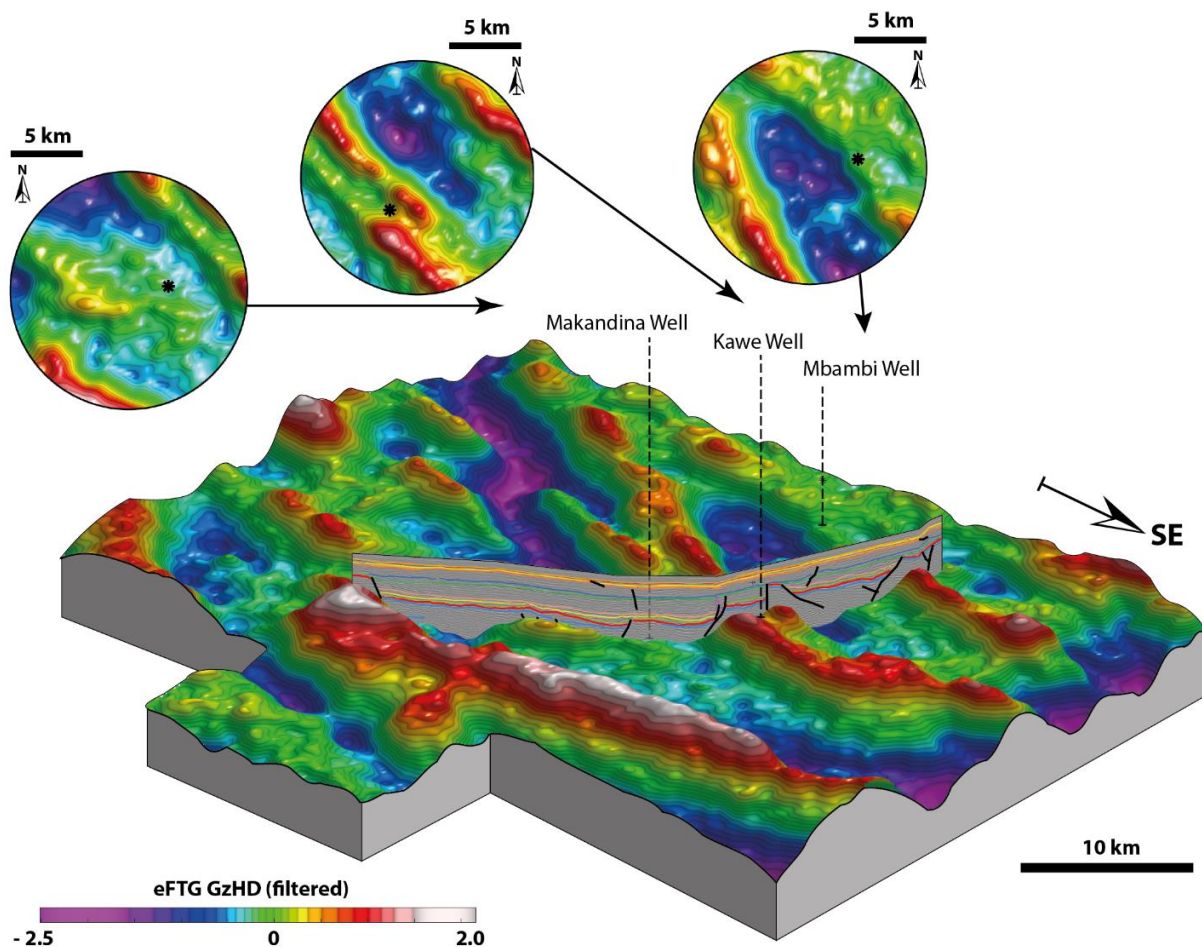 5 km
5 km
5 km
N
N
N
Makandina Well
Kawe Well
Mbambi Well
SE
10 km
eFTG GzHD (filtered)
- 2.5
0
2.0